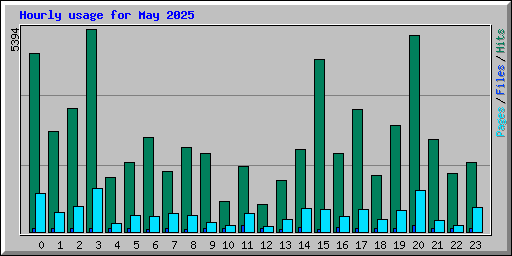 Hourly usage for May 2025
5394
Pages / Files / Hits
0 1 2 3 4 5 6 7 8 9 10 11 12 13 14 15 16 17 18 19 20 21 22 23